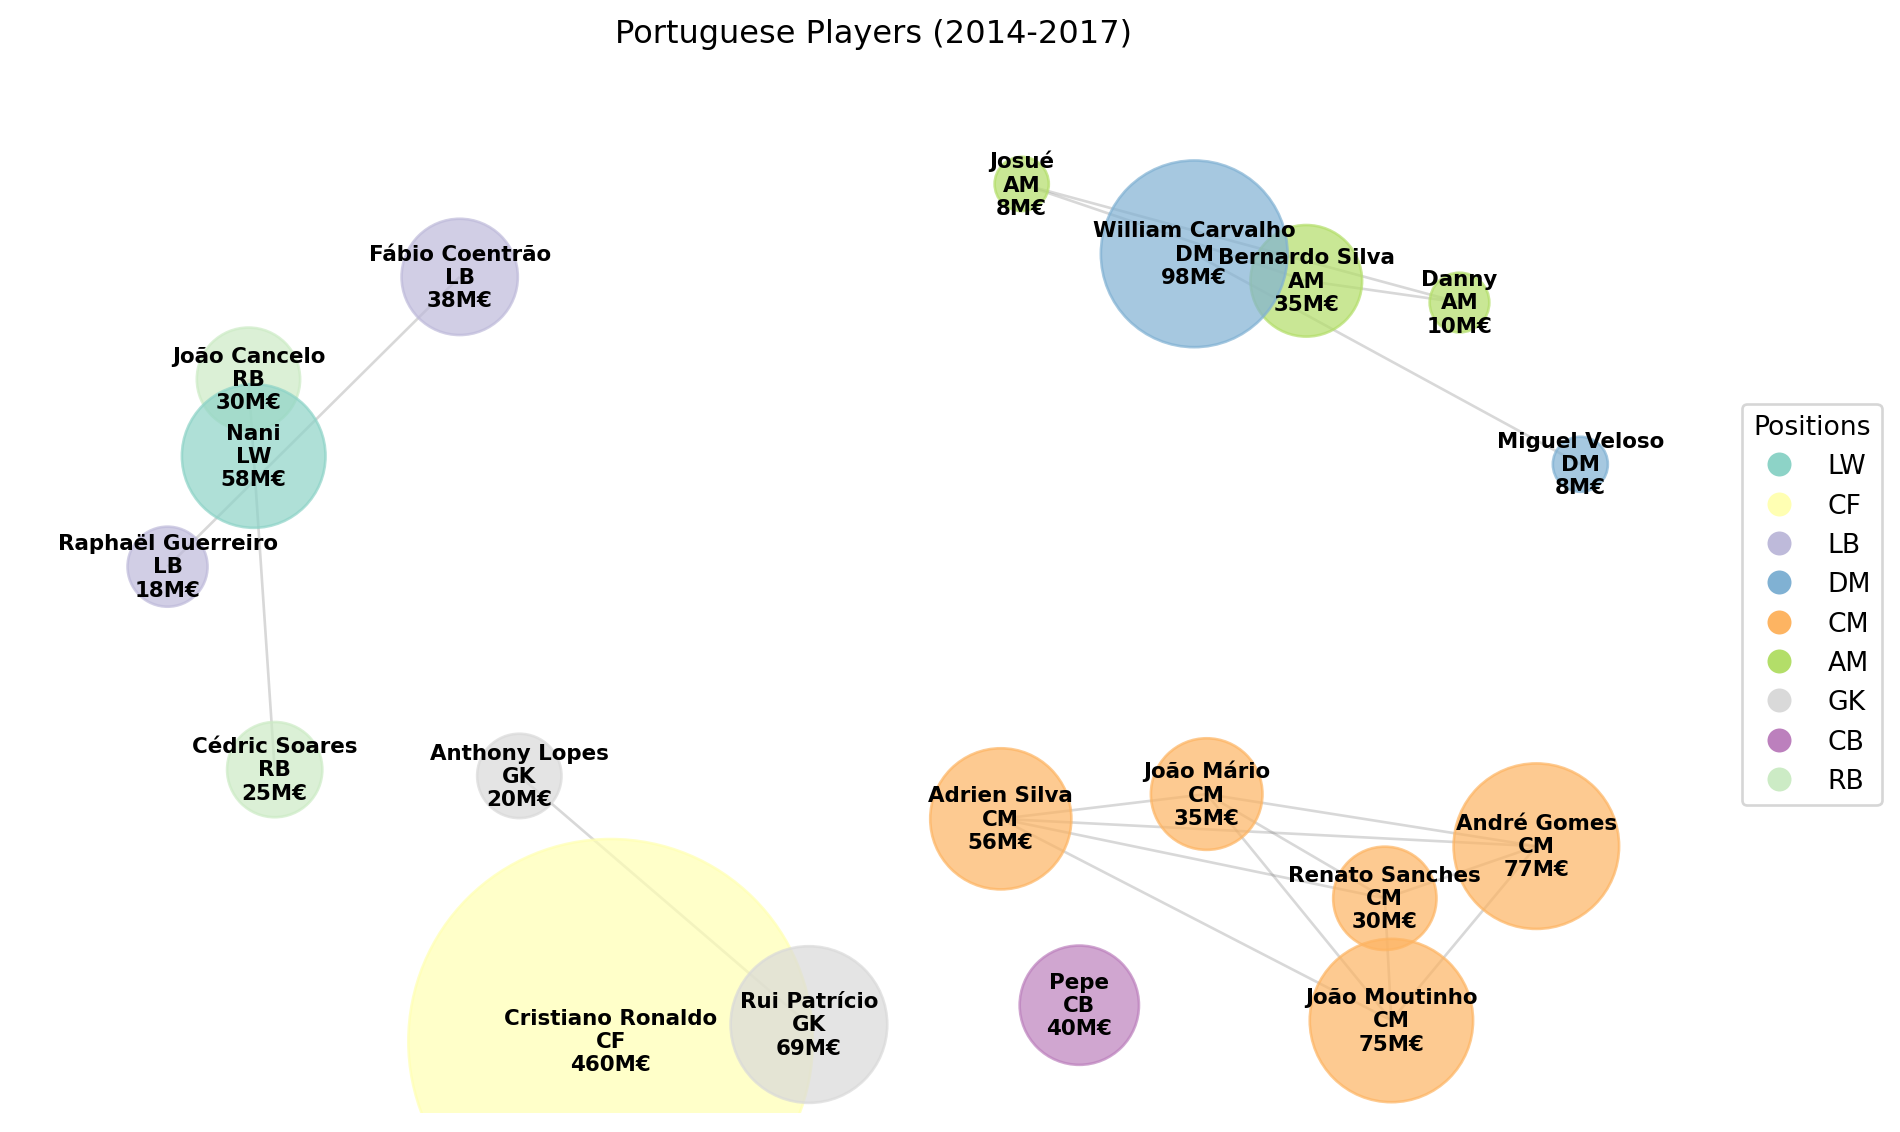 Portuguese Players (2014-2017)
Josué
AM
8M€
William Carvalho
DM
98M€
Bernardo Silva
AM
35M€
Danny
AM
10M€
Miguel Veloso
DM
8M€
Fábio Coentrão
LB
38M€
João Cancelo
RB
30M€
Nani
LW
58M€
Raphaël Guerreiro
LB
18M€
Cédric Soares
RB
25M€
Anthony Lopes
GK
20M€
Cristiano Ronaldo
CF
460M€
Rui Patrício
GK
69M€
Adrien Silva
CM
56M€
João Mário
CM
35M€
André Gomes
CM
77M€
Renato Sanches
CM
30M€
João Moutinho
CM
75M€
Pepe
CB
40M€
Positions
LW
CF
LB
DM
CM
AM
GK
CB
RB